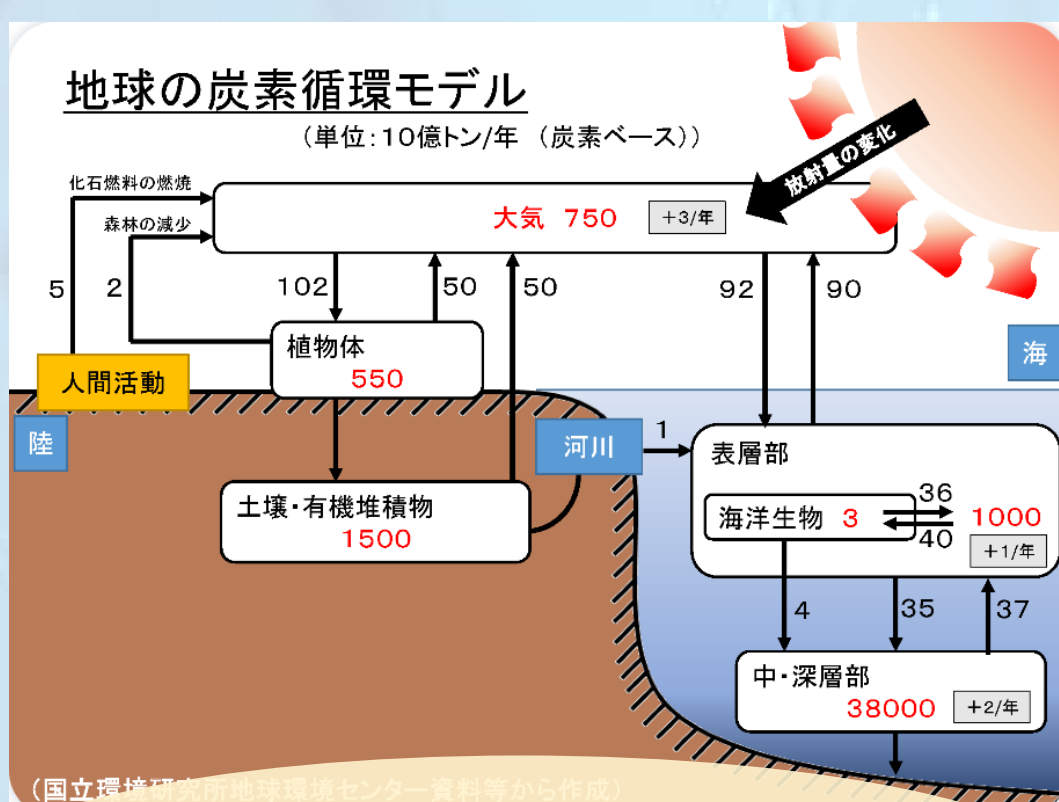 地球の炭素循環モデル
(単位:10億トン/年 (炭素ベース))
放射量の変化
化石燃料の燃焼
大気 750
+3/年
森林の減少
5
2
102
50
50
92
90
植物体
550
海
人間活動
陸
河川
1
表層部
土壌・有機堆積物
1500
海洋生物 3
36
40
1000
+1/年
4
35
37
中・深層部
38000
+2/年
(国立環境研究所地球環境センター資料等から作成)